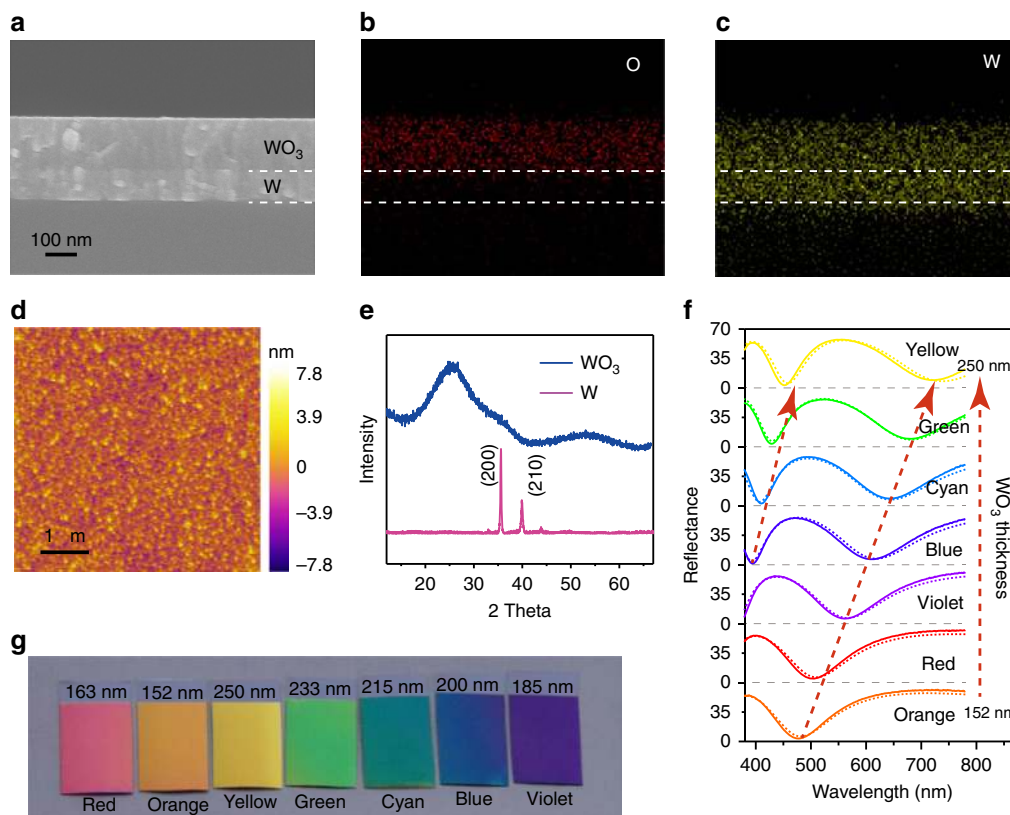 a
WO3
W
100 nm
b
O
c
W
d
nm
7.8
3.9
0
−3.9
−7.8
1 m
e
Intensity
WO3
W
(200)
(210)
20 30 40 50 60
2 Theta
f
Reflectance
70
35
0
35
0
35
0
35
0
35
0
35
0
35
0
Yellow
250 nm
Green
Cyan
Blue
Violet
Red
Orange
152 nm
WO3 thickness
400 500 600 700 800
Wavelength (nm)
g
163 nm 152 nm 250 nm 233 nm 215 nm 200 nm 185 nm
Red Orange Yellow Green Cyan Blue Violet